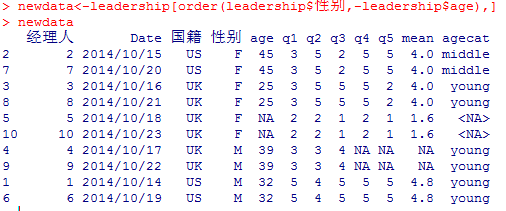 > newdata<-leadership[order(leadership$性别,-leadership$age),]
> newdata
经理人 Date 国籍 性别 age q1 q2 q3 q4 q5 mean agecat
2 2 2014/10/15 US F 45 3 5 2 5 5 4.0 middle
7 7 2014/10/20 US F 45 3 5 2 5 5 4.0 middle
3 3 2014/10/16 UK F 25 3 5 5 5 2 4.0 young
8 8 2014/10/21 UK F 25 3 5 5 5 2 4.0 young
5 5 2014/10/18 UK F NA 2 2 1 2 1 1.6 <NA>
10 10 2014/10/23 UK F NA 2 2 1 2 1 1.6 <NA>
4 4 2014/10/17 UK M 39 3 3 4 NA NA NA young
9 9 2014/10/22 UK M 39 3 3 4 NA NA NA young
1 1 2014/10/14 US M 32 5 4 5 5 5 4.8 young
6 6 2014/10/19 US M 32 5 4 5 5 5 4.8 young